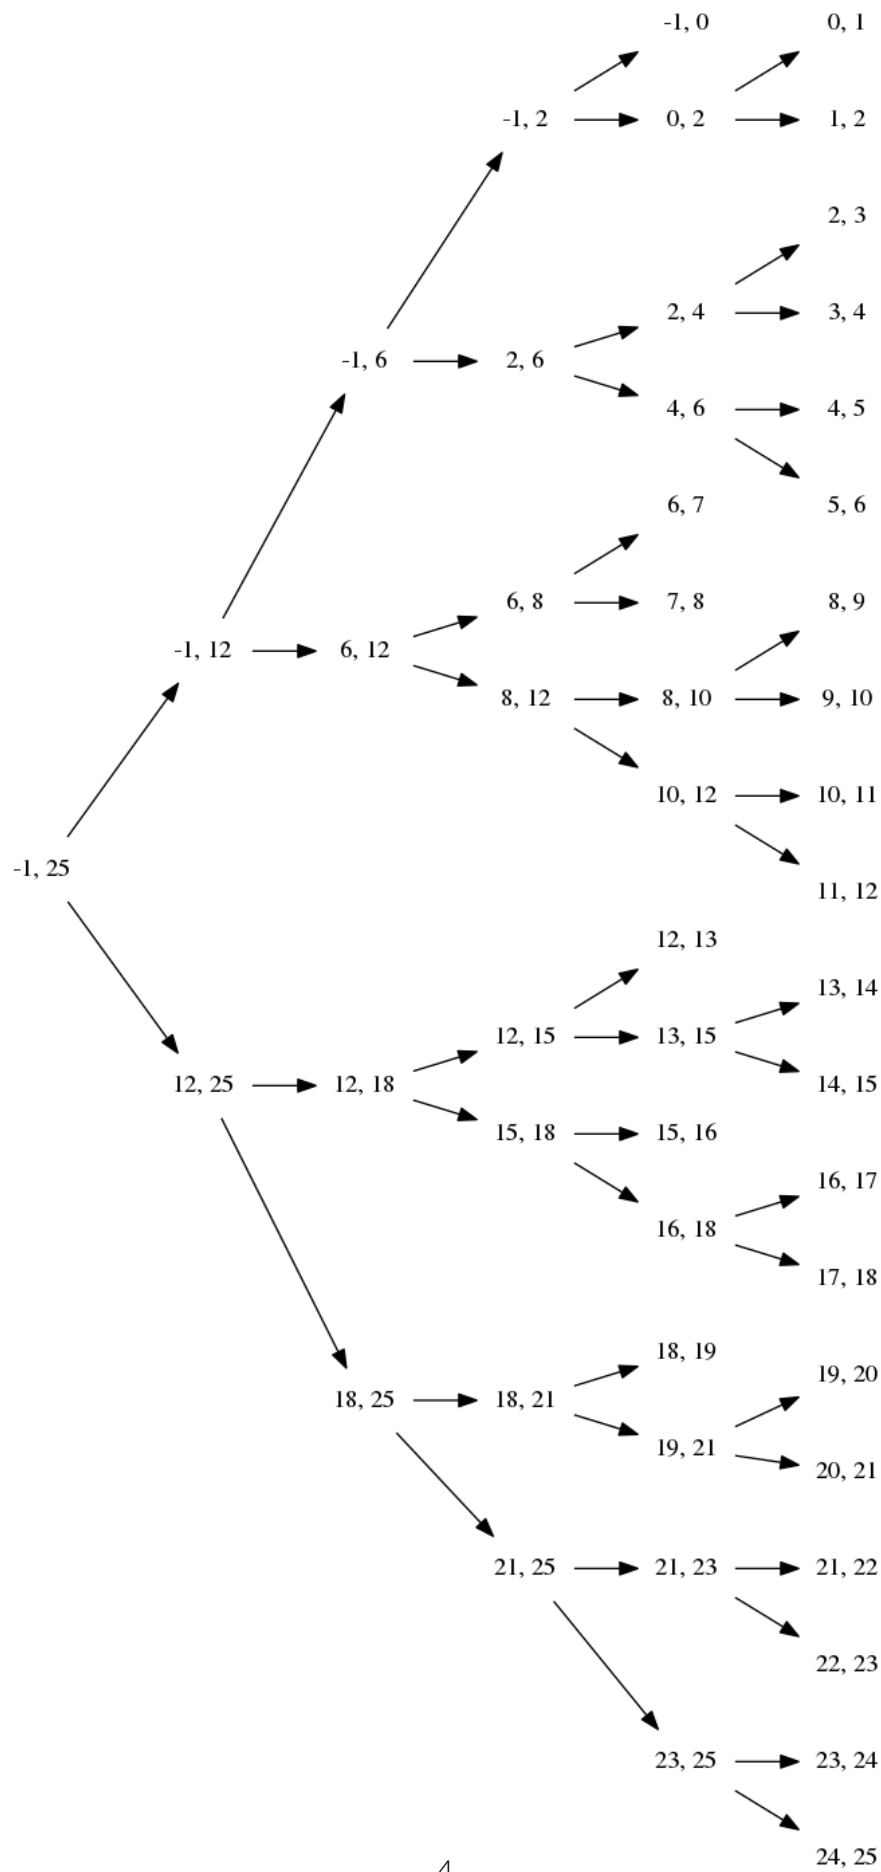 -1, 0 0, 1
-1, 2 0, 2 1, 2
2, 3
2, 4 3, 4
-1, 6 2, 6
4, 6 4, 5
6, 7 5, 6
6, 8 7, 8 8, 9
-1, 12 6, 12
8, 12 8, 10 9, 10
10, 12 10, 11
-1, 25
11, 12
12, 13
13, 14
12, 15 13, 15
12, 25 12, 18 14, 15
15, 18 15, 16
16, 17
16, 18
17, 18
18, 19
19, 20
18, 25 18, 21
19, 21
20, 21
21, 25 21, 23 21, 22
22, 23
23, 25 23, 24
24, 25